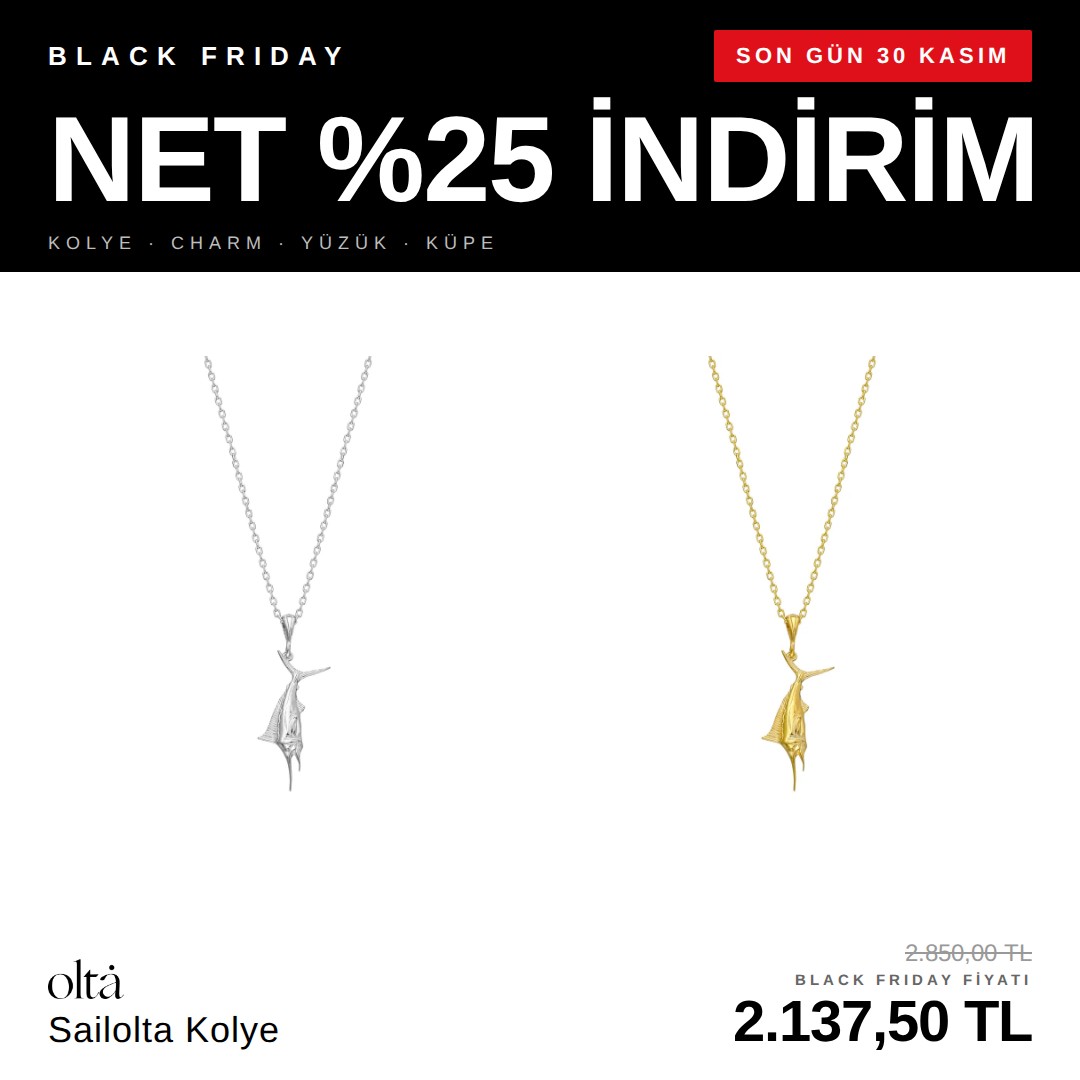 BLACK FRIDAY
SON GÜN 30 KASIM
NET %25 İNDİRİM
KOLYE · CHARM · YÜZÜK · KÜPE
olta
Sailolta Kolye
2.850,00 TL
BLACK FRIDAY FİYATI
2.137,50 TL